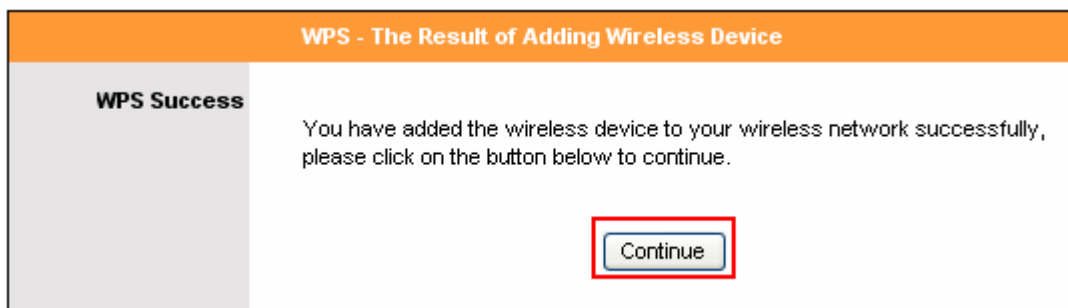 WPS - The Result of Adding Wireless Device
WPS Success
You have added the wireless device to your wireless network successfully,
please click on the button below to continue.
Continue